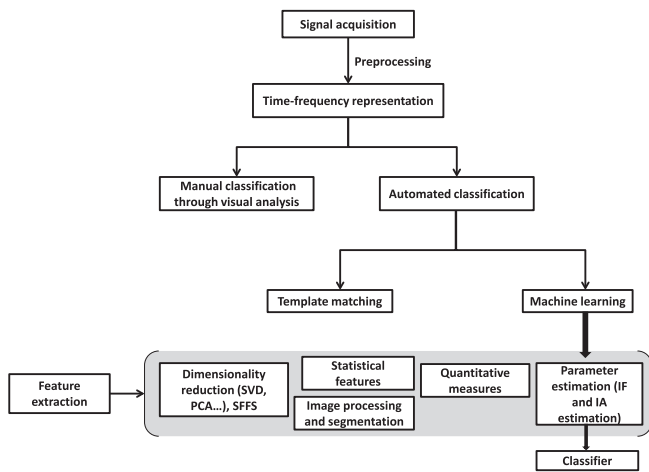 Signal acquisition
Preprocessing
Time-frequency representation
Manual classification
through visual analysis
Automated classification
Template matching
Machine learning
Feature
extraction
Dimensionality
reduction (SVD,
PCA...), SFFS
Statistical
features
Image processing
and segmentation
Quantitative
measures
Parameter
estimation (IF
and IA
estimation)
Classifier